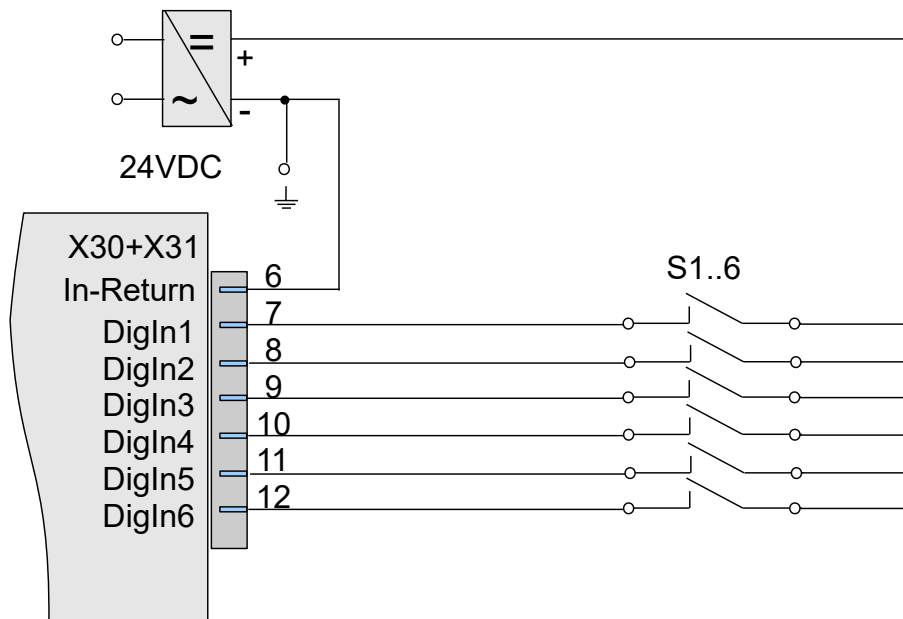 =
+
~
-
24VDC
X30+X31
S1..6
In-Return 6
DigIn1 7
DigIn2 8
DigIn3 9
DigIn4 10
DigIn5 11
DigIn6 12